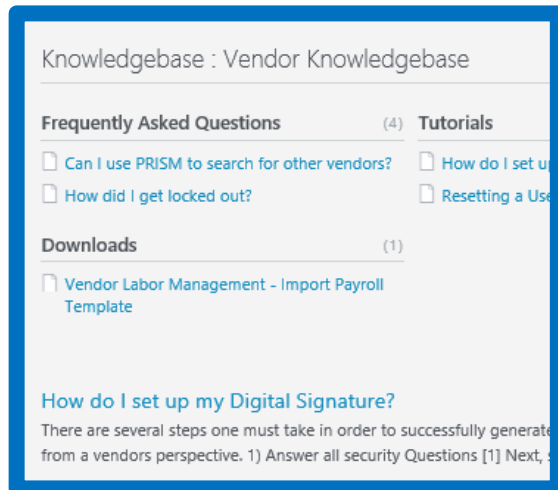 Knowledgebase : Vendor Knowledgebase
Frequently Asked Questions (4)
Can I use PRISM to search for other vendors?
How did I get locked out?
Downloads (1)
Vendor Labor Management - Import Payroll
Template
Tutorials
How do I set up
Resetting a Use
How do I set up my Digital Signature?
There are several steps one must take in order to successfully generate
from a vendors perspective. 1) Answer all security Questions [1] Next,